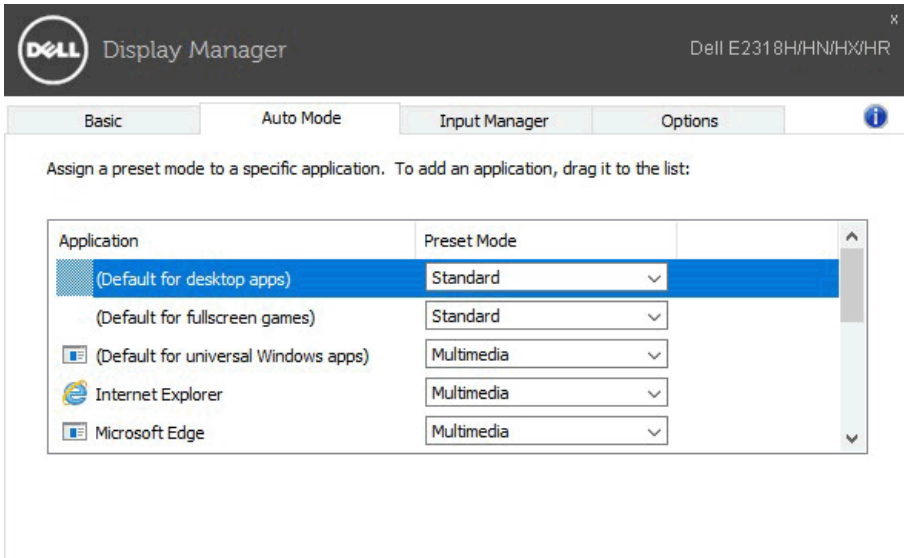 x
DELL Display Manager Dell E2318H/HN/HX/HR
Basic Auto Mode Input Manager Options i
Assign a preset mode to a specific application. To add an application, drag it to the list:
Application Preset Mode
(Default for desktop apps) Standard
(Default for fullscreen games) Standard
(Default for universal Windows apps) Multimedia
Internet Explorer Multimedia
Microsoft Edge Multimedia